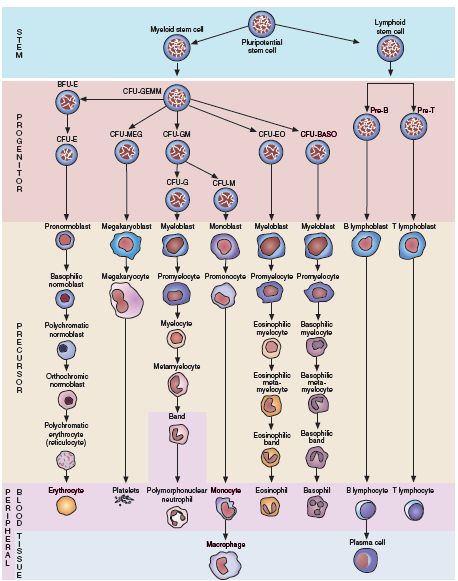 STEM
Myeloid stem cell
Pluripotential
stem cell
Lymphoid
stem cell
PROGENITOR
BFU-E
CFU-GEMM
Pre-B
Pre-T
CFU-E
CFU-MEG
CFU-GM
CFU-EO
CFU-BASO
CFU-G
CFU-M
PRECURSOR
Pronormoblast
Megakaryoblast
Myeloblast
Monoblast
Myeloblast
Myeloblast
B lymphoblast
T lymphoblast
Basophilic
normoblast
Megakaryocyte
Promyelocyte
Promonocyte
Promyelocyte
Promyelocyte
Polychromatic
normoblast
Myelocyte
Eosinophilic
myelocyte
Basophilic
myelocyte
Orthochromic
normoblast
Metamyelocyte
Eosinophilic
meta-
myelocyte
Basophilic
meta-
myelocyte
Polychromatic
erythrocyte
(reticulocyte)
Band
Eosinophilic
band
Basophilic
band
PERIPHERAL
BLOOD
Erythrocyte
Platelets
Polymorphonuclear
neutrophil
Monocyte
Eosinophil
Basophil
B lymphocyte
T lymphocyte
TISSUE
Macrophage
Plasma cell